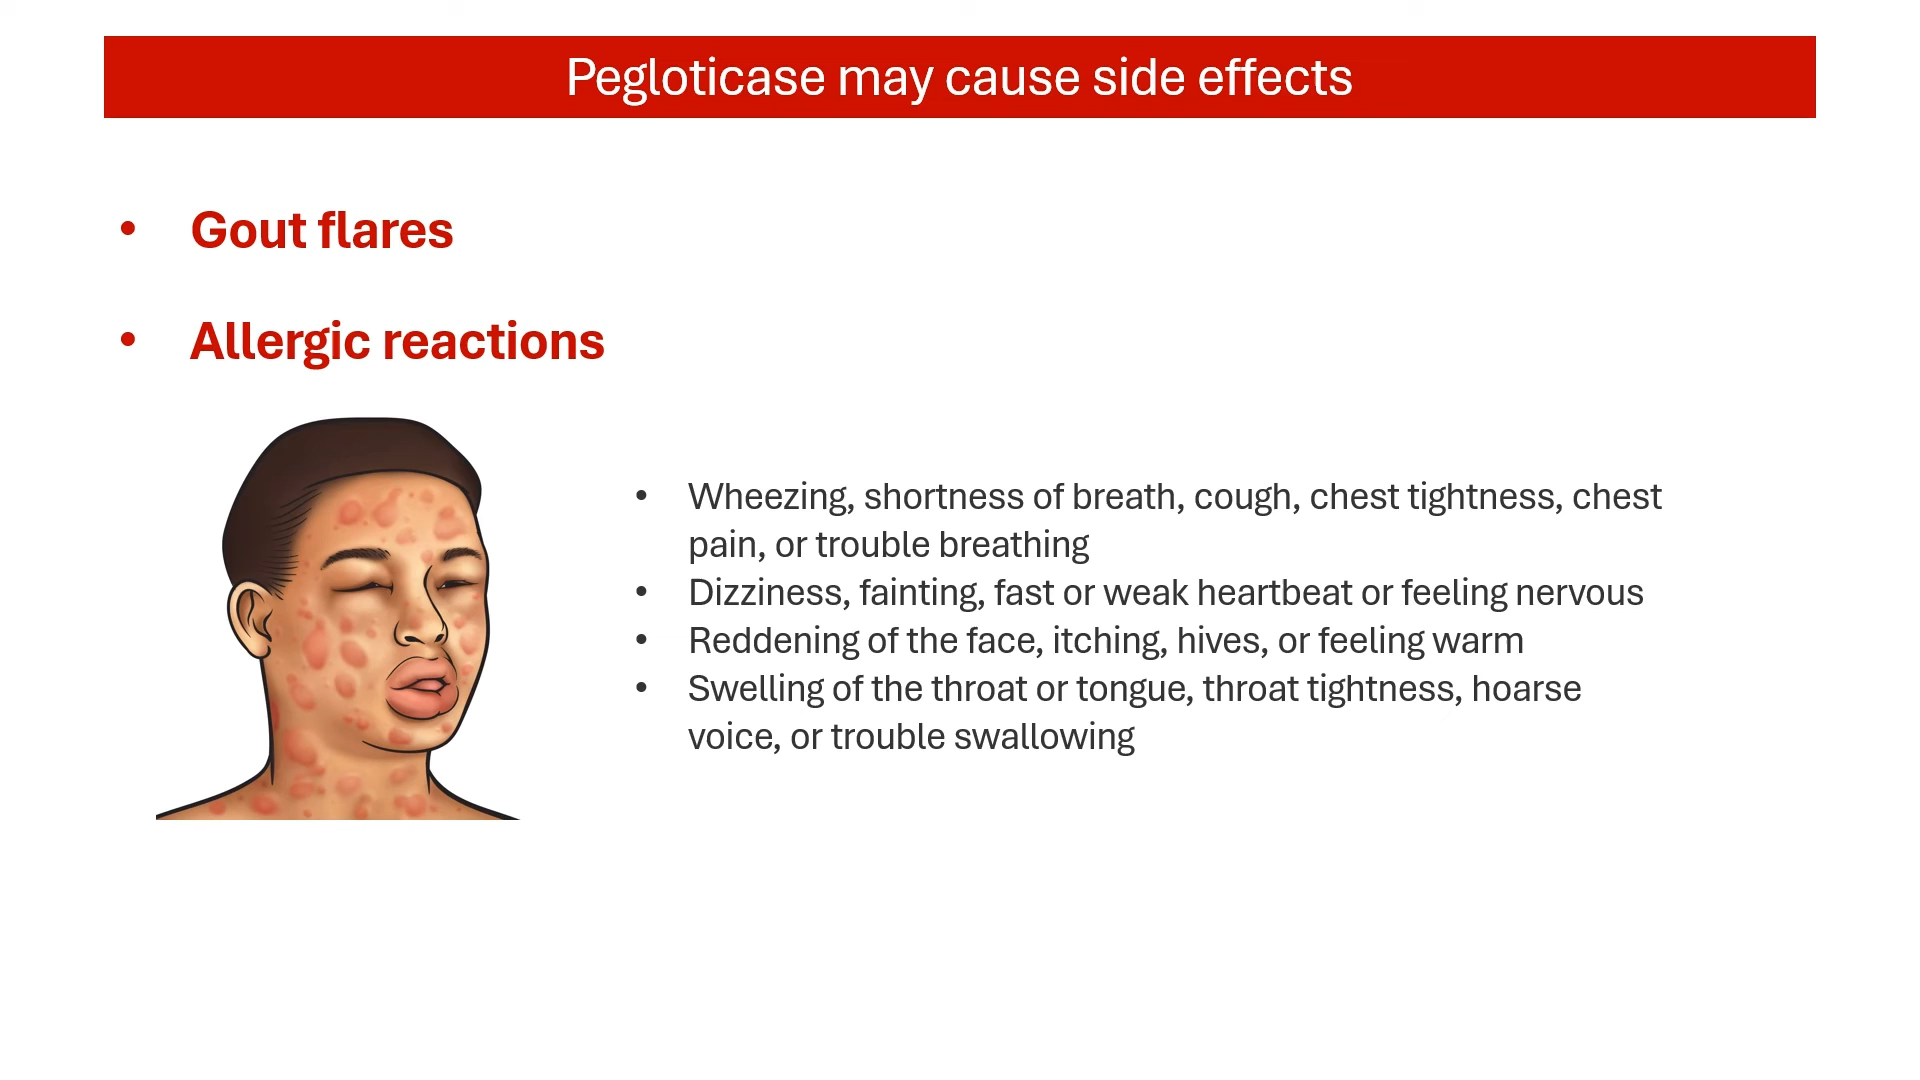 Pegloticase may cause side effects
• Gout flares
• Allergic reactions
• Wheezing, shortness of breath, cough, chest tightness, chest
pain, or trouble breathing
• Dizziness, fainting, fast or weak heartbeat or feeling nervous
• Reddening of the face, itching, hives, or feeling warm
• Swelling of the throat or tongue, throat tightness, hoarse
voice, or trouble swallowing